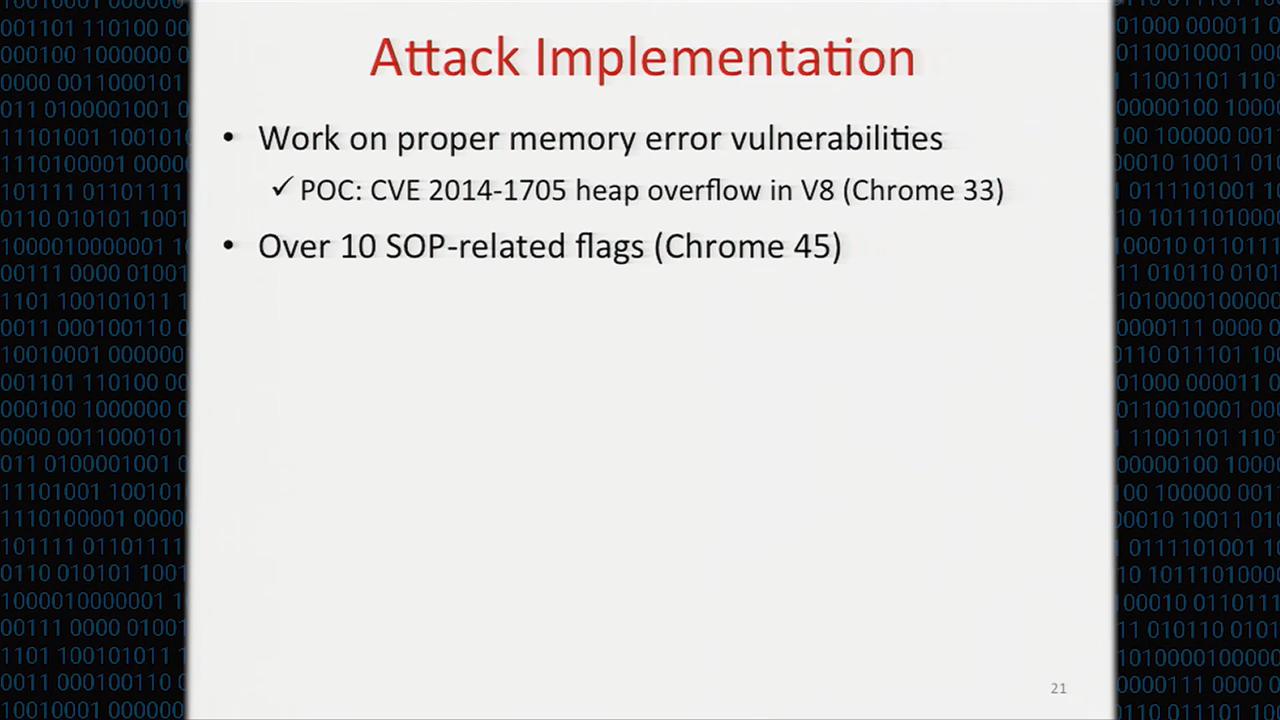 Attack Implementation
• Work on proper memory error vulnerabilities
✓ POC: CVE 2014-1705 heap overflow in V8 (Chrome 33)
• Over 10 SOP-related flags (Chrome 45)
21